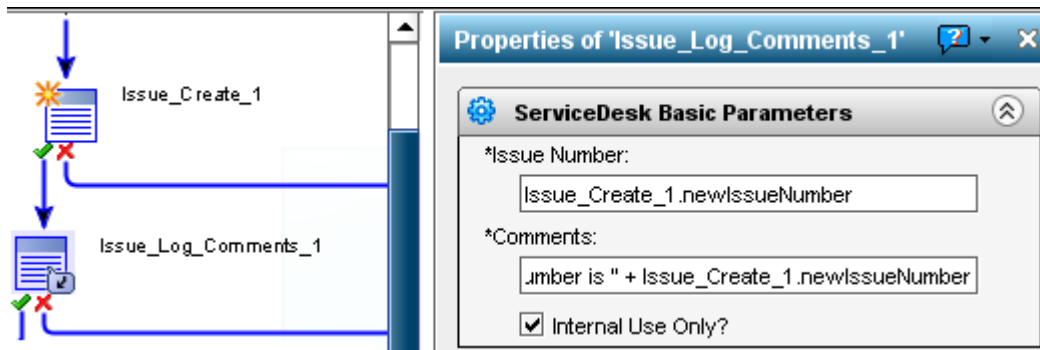 Issue_Create_1
Issue_Log_Comments_1
Properties of 'Issue_Log_Comments_1'
ServiceDesk Basic Parameters
*Issue Number:
Issue_Create_1.newIssueNumber
*Comments:
is " + Issue_Create_1.newIssueNumber
Internal Use Only?